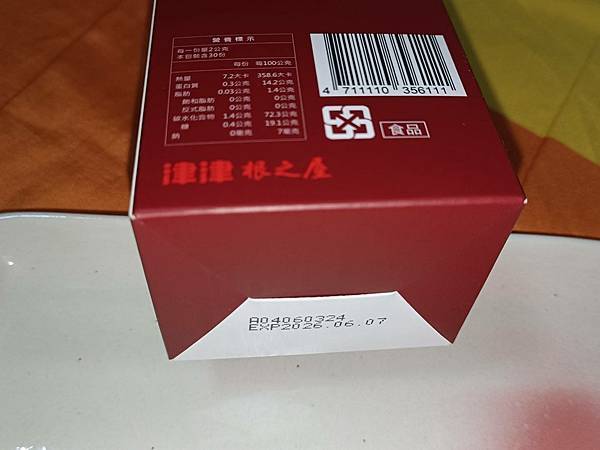 營養標示
每一份量2公克
本包裝含30份
每份 每100公克
熱量 7.2大卡 358.6大卡
蛋白質 0.3公克 14.2公克
脂肪 0.03公克 1.4公克
飽和脂肪 0公克 0公克
反式脂肪 0公克 0公克
碳水化合物 1.4公克 72.3公克
糖 0.4公克 19.1公克
鈉 0毫克 7毫克
4 711110 356111
食品
津津 根之屋
A04060324
EXP2026.06.07